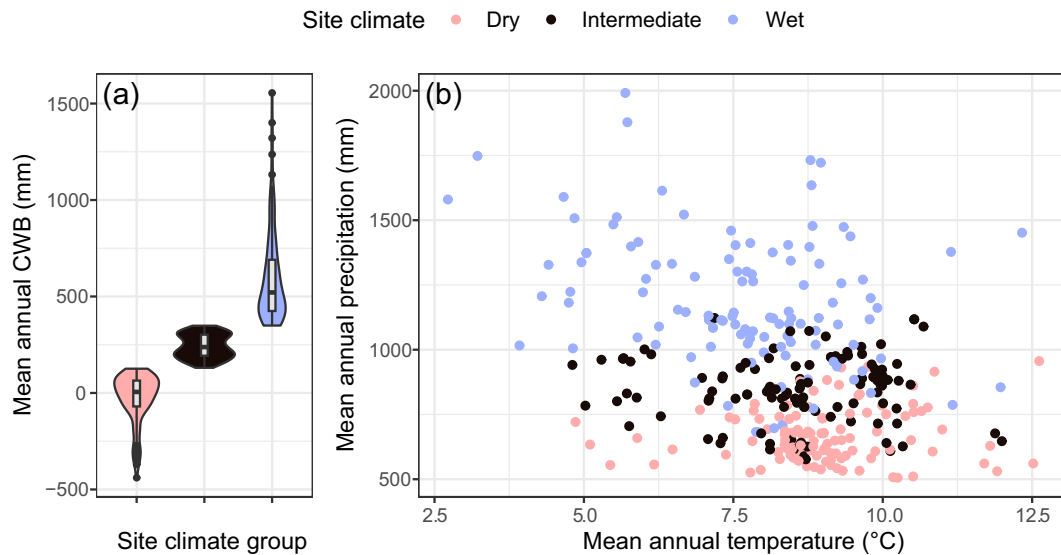 Site climate Dry Intermediate Wet
(a)
Mean annual CWB (mm)
1500
1000
500
0
−500
Site climate group
(b)
Mean annual precipitation (mm)
2000
1500
1000
500
2.5 5.0 7.5 10.0 12.5
Mean annual temperature (°C)